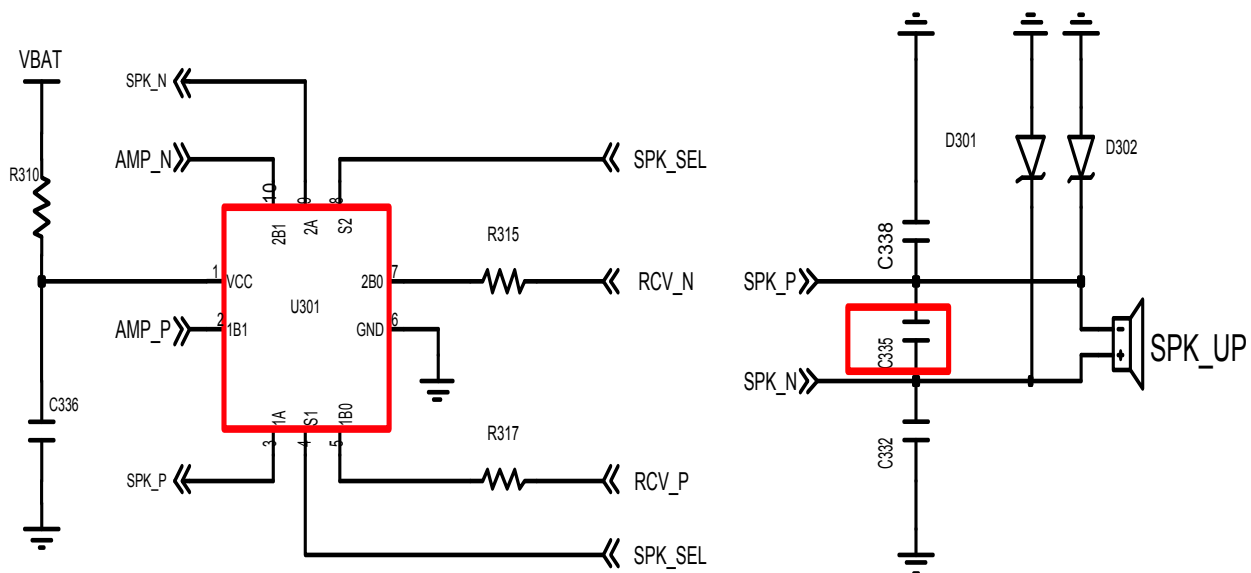 VBAT
SPK_N
AMP_N
SPK_SEL
R310
10
9
8
2B1
2A
S2
R315
1
VCC
2B0
7
RCV_N
U301
AMP_P
2
1B1
GND
6
C336
1A
S1
1B0
3
4
5
R317
SPK_P
RCV_P
SPK_SEL
D301
D302
C338
SPK_P
C335
-
+
SPK_UP
SPK_N
C332